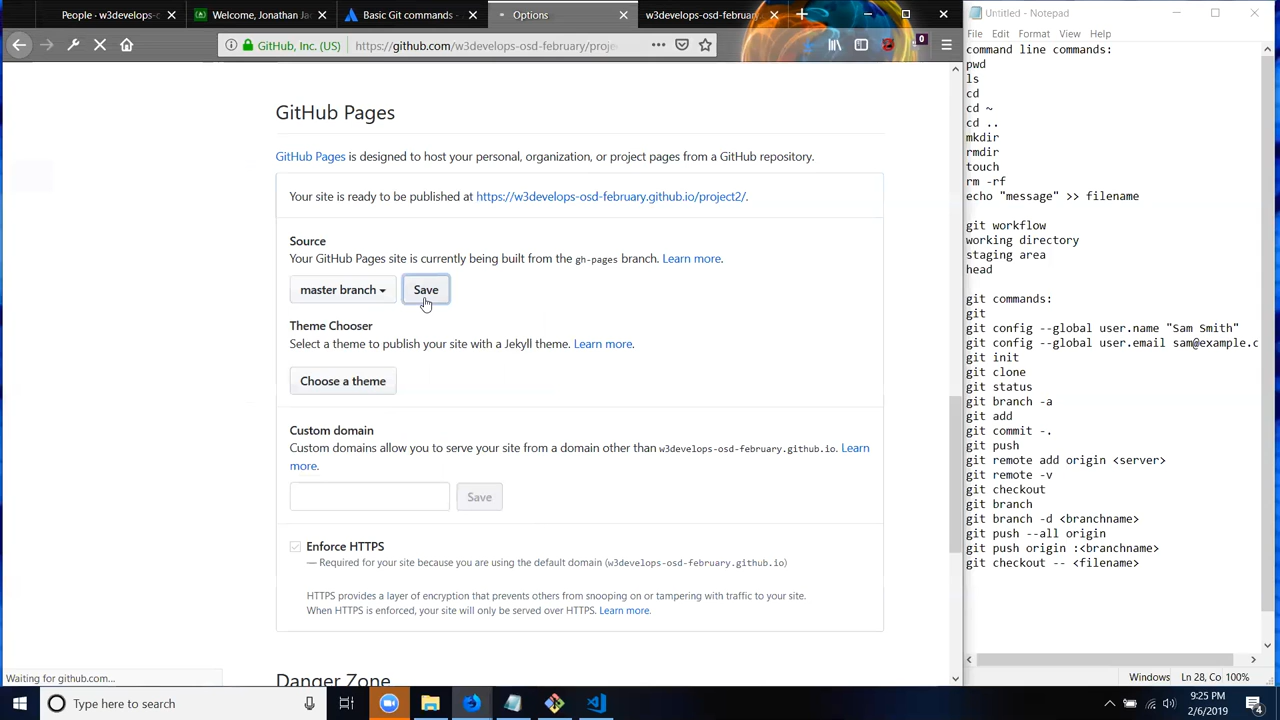 People - w3develops-osd-februa
Welcome, Jonathan Ja
Basic Git commands -
Options
w3develops-osd-februar
GitHub, Inc. (US)
https://github.com/w3develops-osd-february/proje
0
GitHub Pages
GitHub Pages is designed to host your personal, organization, or project pages from a GitHub repository.
Your site is ready to be published at https://w3develops-osd-february.github.io/project2/.
Source
Your GitHub Pages site is currently being built from the gh-pages branch. Learn more.
master branch
Save
Theme Chooser
Select a theme to publish your site with a Jekyll theme. Learn more.
Choose a theme
Custom domain
Custom domains allow you to serve your site from a domain other than w3develops-osd-february.github.io. Learn
more.
Save
Enforce HTTPS
— Required for your site because you are using the default domain (w3develops-osd-february.github.io)
HTTPS provides a layer of encryption that prevents others from snooping on or tampering with traffic to your site.
When HTTPS is enforced, your site will only be served over HTTPS. Learn more.
Danger Zone
Waiting for github.com...
Untitled - Notepad
File Edit Format View Help
command line commands:
pwd
ls
cd
cd ~
cd ..
mkdir
rmdir
touch
rm -rf
echo "message" >> filename
git workflow
working directory
staging area
head
git commands:
git
git config --global user.name "Sam Smith"
git config --global user.email sam@example.c
git init
git clone
git status
git branch -a
git add
git commit -.
git push
git remote add origin <server>
git remote -v
git checkout
git branch
git branch -d <branchname>
git push --all origin
git push origin :<branchname>
git checkout -- <filename>
Windows Ln 28, Co 100%
Type here to search
9:25 PM
2/6/2019
4